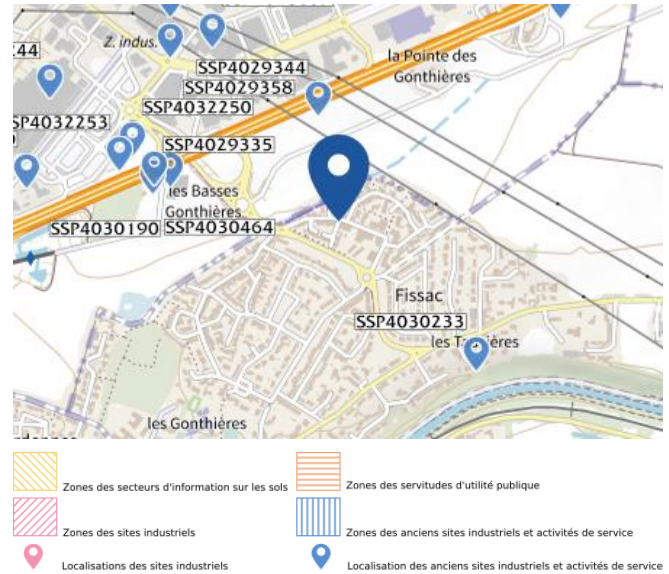 Z. indus.
la Pointe des
Gonthières
SSP4029344
SSP4029358
SSP4032250
SSP4032253
SSP4029335
les Basses
Gonthières
SSP4030190
SSP4030464
Fissac
SSP4030233
les Gonthières
Zones des secteurs d'information sur les sols
Zones des servitudes d'utilité publique
Zones des sites industriels
Zones des anciens sites industriels et activités de service
Localisations des sites industriels
Localisation des anciens sites industriels et activités de service